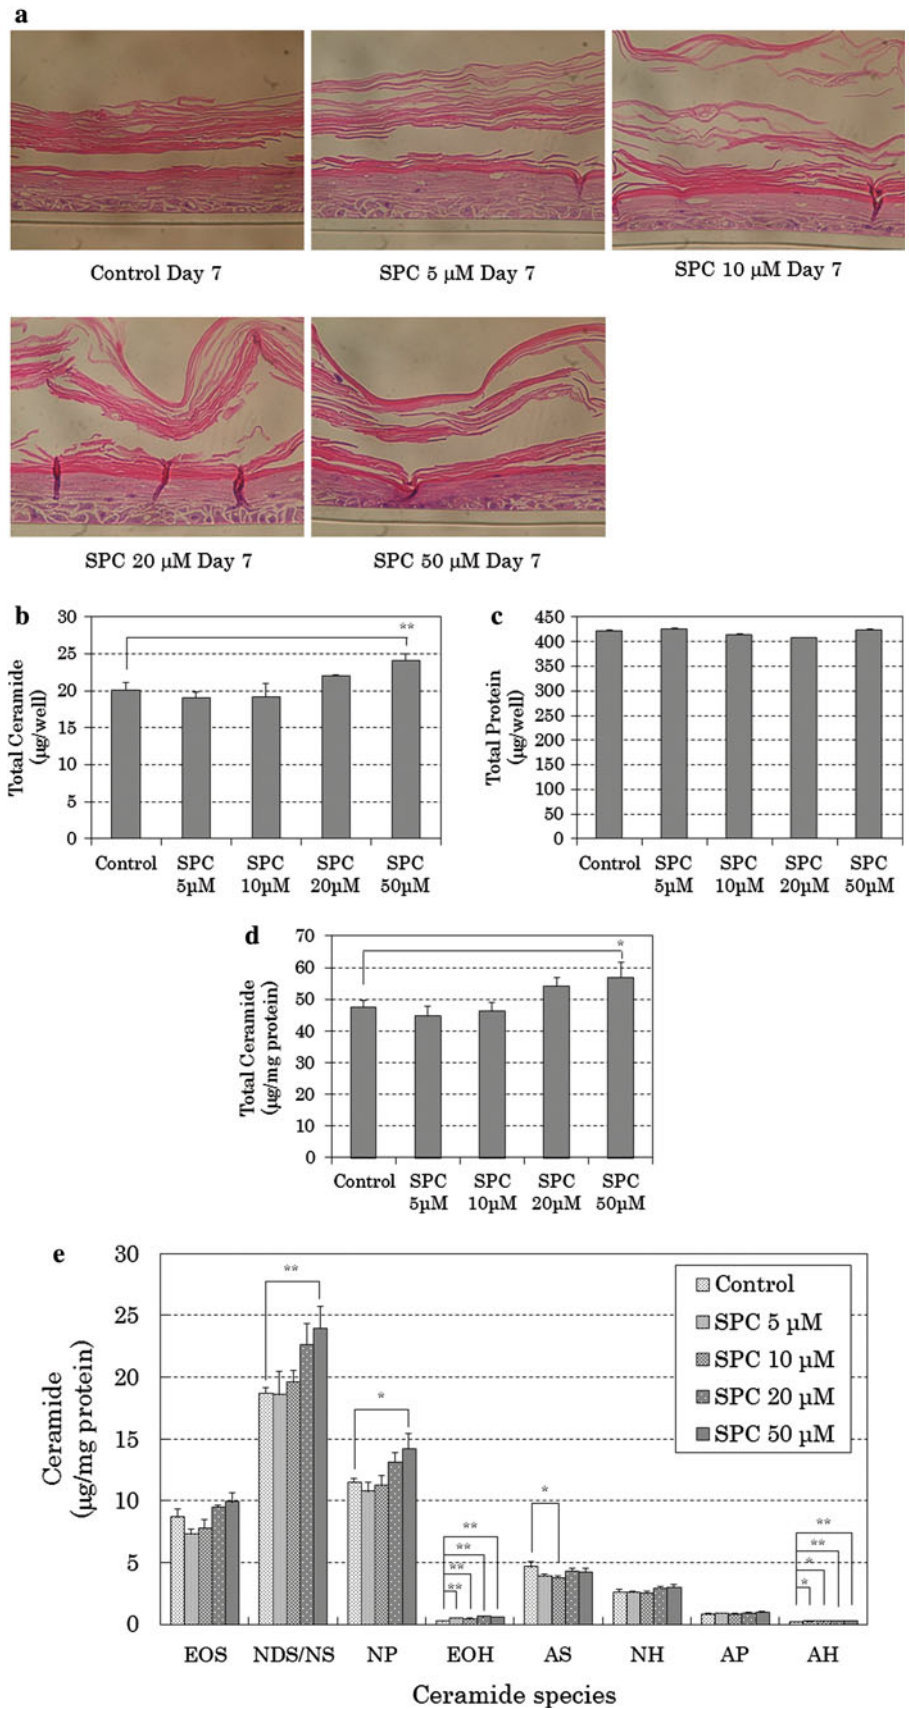 a
Control Day 7
SPC 5 µM Day 7
SPC 10 µM Day 7
SPC 20 µM Day 7
SPC 50 µM Day 7
b
Total Ceramide
(µg/well)
30
25
20
15
10
5
0
**
Control
SPC
5µM
SPC
10µM
SPC
20µM
SPC
50µM
c
Total Protein
(µg/well)
450
400
350
300
250
200
150
100
50
0
Control
SPC
5µM
SPC
10µM
SPC
20µM
SPC
50µM
d
Total Ceramide
(µg/mg protein)
70
60
50
40
30
20
10
0
*
Control
SPC
5µM
SPC
10µM
SPC
20µM
SPC
50µM
e
Ceramide
(µg/mg protein)
30
25
20
15
10
5
0
**
*
**
**
**
**
*
**
**
*
*
Control
SPC 5 µM
SPC 10 µM
SPC 20 µM
SPC 50 µM
EOS
NDS/NS
NP
EOH
AS
NH
AP
AH
Ceramide species